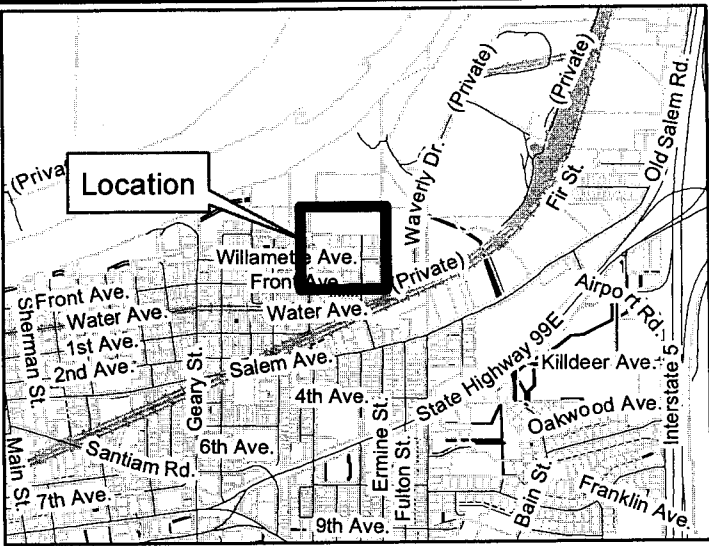 (Private)
(Private)
Old Salem Rd.
Waverly Dr.
Fir St.
Location
Willamette Ave.
Front Ave.
(Private)
Water Ave.
Airport Rd.
Sherman St.
Front Ave.
Water Ave.
1st Ave.
2nd Ave.
Geary St.
Salem Ave.
State Highway 99E
Killdeer Ave.
Interstate 5
4th Ave.
Oakwood Ave.
Main St.
Santiam Rd.
6th Ave.
Ermine St.
Fulton St.
Bain St.
Franklin Ave.
7th Ave.
9th Ave.